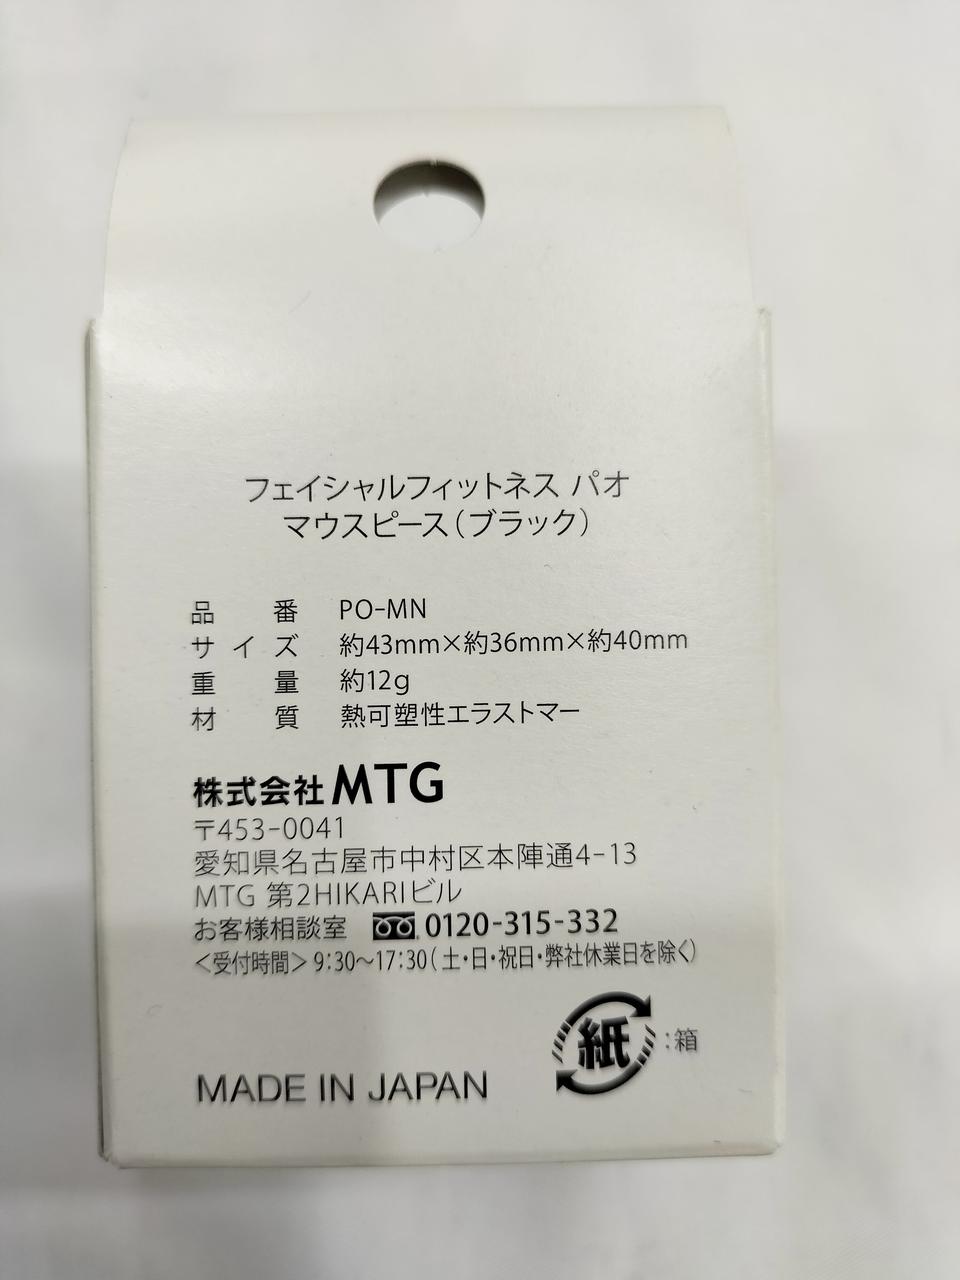 フェイシャルフィットネス パオ
マウスピース(ブラック)
品番 PO-MN
サイズ 約43mm×約36mm×約40mm
重量 約12g
材質 熱可塑性エラストマー
株式会社MTG
〒453-0041
愛知県名古屋市中村区本陣通4-13
MTG 第2HIKARIビル
お客様相談室 0120-315-332
<受付時間>9:30〜17:30(土・日・祝日・弊社休業日を除く)
紙:箱
MADE IN JAPAN